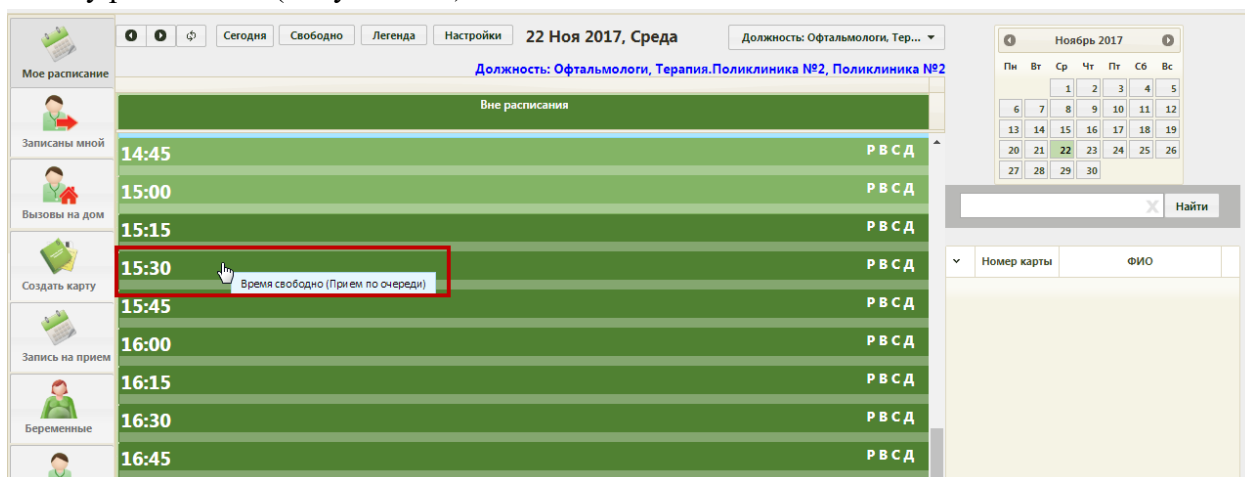 Мое расписание
Записаны мной
Вызовы на дом
Создать карту
Запись на прием
Беременные
Сегодня Свободно Легенда Настройки 22 Ноя 2017, Среда Должность: Офтальмологи, Тер...
Должность: Офтальмологи, Терапия.Поликлиника №2, Поликлиника №2
Вне расписания
14:45 Р В С Д
15:00 Р В С Д
15:15 Р В С Д
15:30 Р В С Д
Время свободно (Прием по очереди)
15:45 Р В С Д
16:00 Р В С Д
16:15 Р В С Д
16:30 Р В С Д
16:45 Р В С Д
Ноябрь 2017
Пн Вт Ср Чт Пт Сб Вс
1 2 3 4 5
6 7 8 9 10 11 12
13 14 15 16 17 18 19
20 21 22 23 24 25 26
27 28 29 30
X Найти
Номер карты ФИО